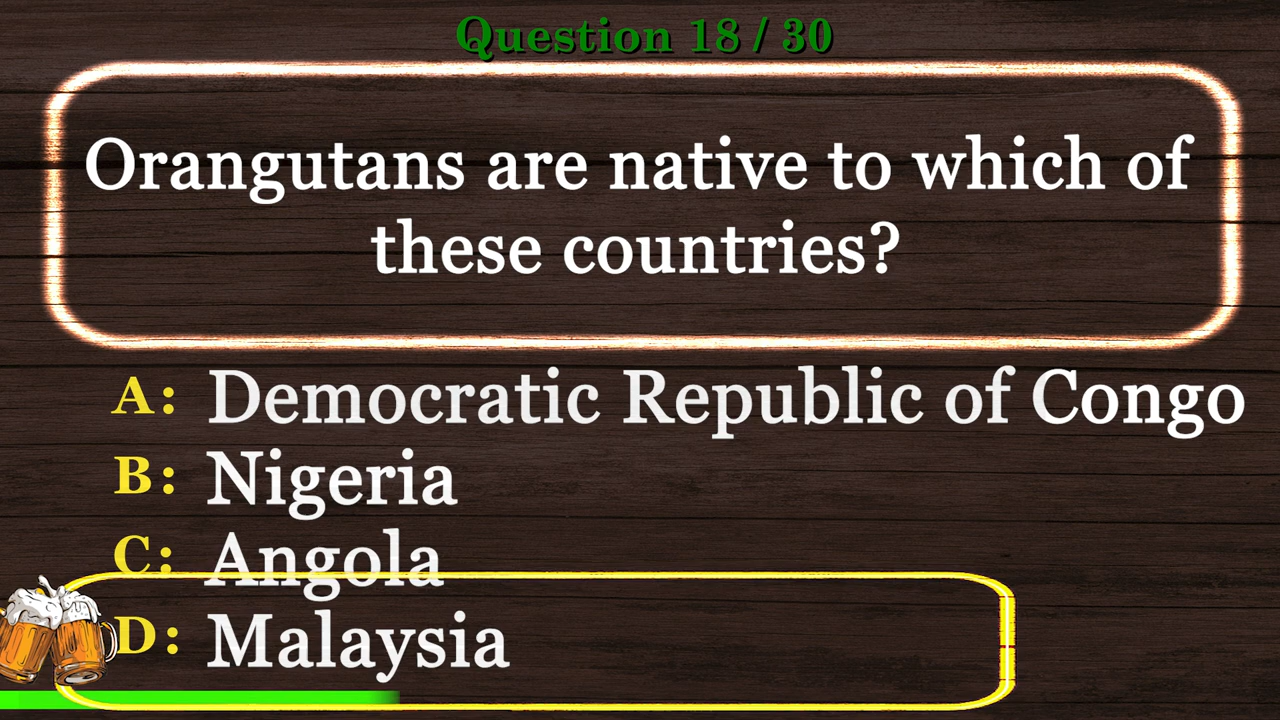 Question 18 / 30
Orangutans are native to which of
these countries?
A: Democratic Republic of Congo
B: Nigeria
C: Angola
D: Malaysia